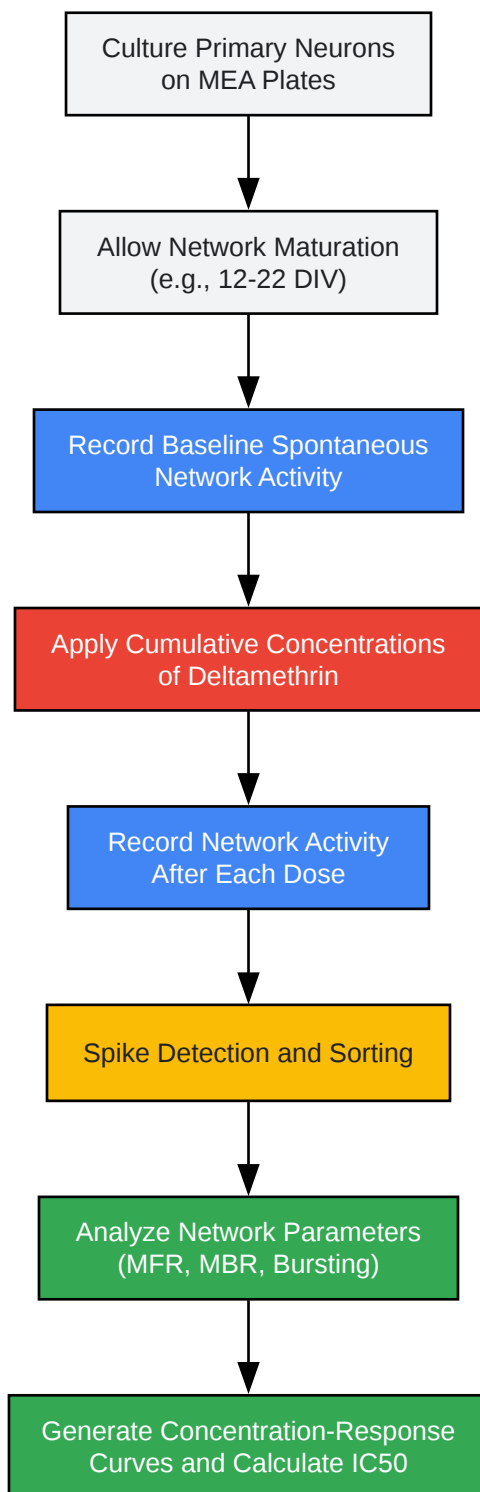 Culture Primary Neurons
on MEA Plates
Allow Network Maturation
(e.g., 12-22 DIV)
Record Baseline Spontaneous
Network Activity
Apply Cumulative Concentrations
of Deltamethrin
Record Network Activity
After Each Dose
Spike Detection and Sorting
Analyze Network Parameters
(MFR, MBR, Bursting)
Generate Concentration-Response
Curves and Calculate IC50